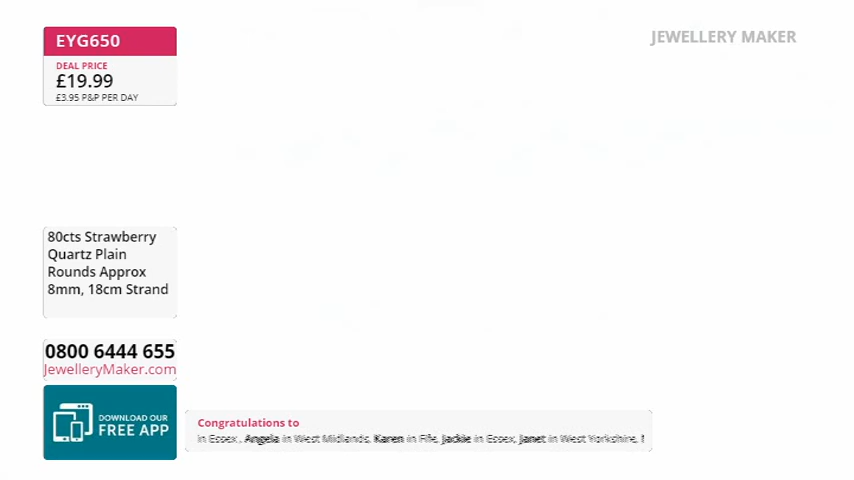 EYG650
JEWELLERY MAKER
DEAL PRICE
£19.99
£3.95 P&P PER DAY
80cts Strawberry
Quartz Plain
Rounds Approx
8mm, 18cm Strand
0800 6444 655
JewelleryMaker.com
DOWNLOAD OUR
FREE APP
Congratulations to
in Essex , Angela in West Midlands, Karen in Fife, Jackie in Essex, Janet in West Yorkshire,